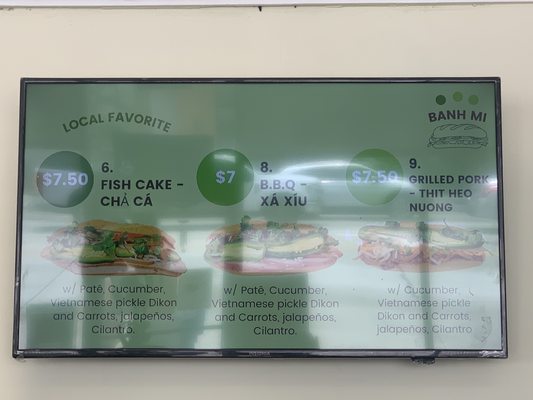 LOCAL FAVORITE
BANH MI
$7.50
6.
FISH CAKE -
CHẢ CÁ
w/ Patê, Cucumber,
Vietnamese pickle Dikon
and Carrots, jalapeños,
Cilantro.
$7
8.
B.B.Q -
XÁ XÍU
w/ Patê, Cucumber,
Vietnamese pickle Dikon
and Carrots, jalapeños,
Cilantro.
$7.50
9.
GRILLED PORK
- THIT HEO
NUONG
w/ Cucumber,
Vietnamese pickle
Dikon and Carrots,
jalapeños, Cilantro